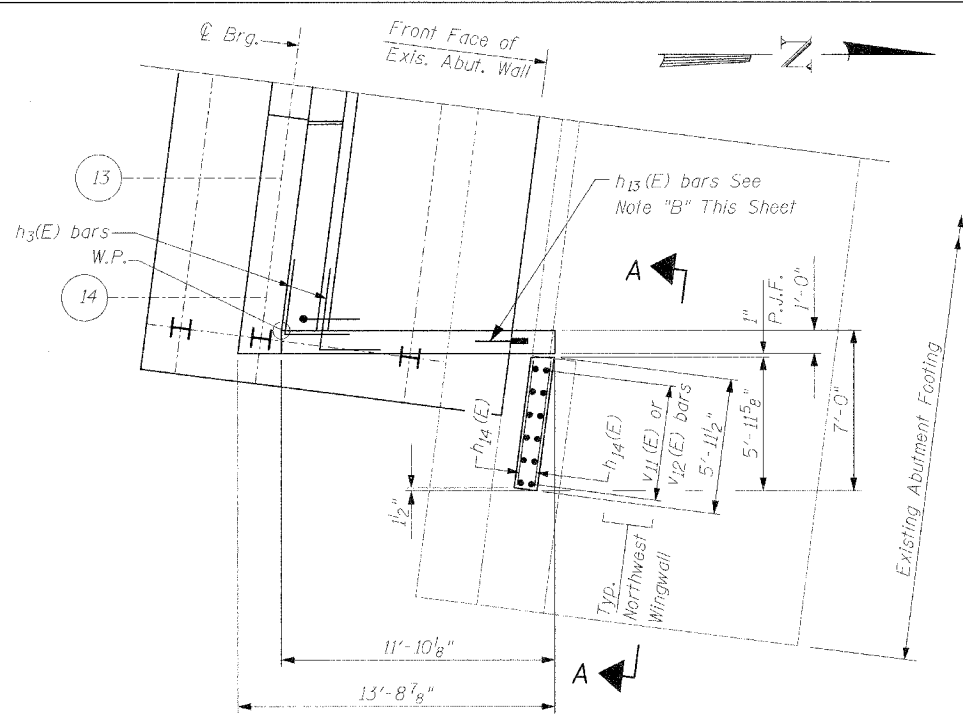 ℄ Brg.
Front Face of
Exis. Abut. Wall
N
13
h13(E) bars See
Note "B" This Sheet
h3(E) bars
W.P.
14
A
1"
P.J.F.
1'-0"
h14(E)
h14(E)
v11(E) or
v12(E) bars
5'-11½"
5'-11⅝"
7'-0"
Existing Abutment Footing
1½"
Typ.
Northwest
Wingwall
11'-10⅛"
A
13'-8⅞"